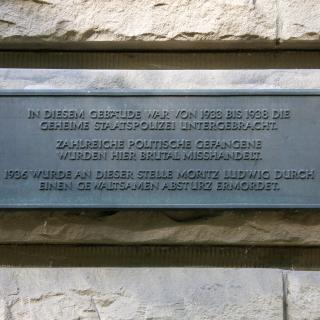 IN DIESEM GEBÄUDE WAR VON 1933 BIS 1938 DIE
GEHEIME STAATSPOLIZEI UNTERGEBRACHT.
ZAHLREICHE POLITISCHE GEFANGENE
WURDEN HIER BRUTAL MISSHANDELT.
1936 WURDE AN DIESER STELLE MORITZ LUDWIG DURCH
EINEN GEWALTSAMEN ABSTURZ ERMORDET.